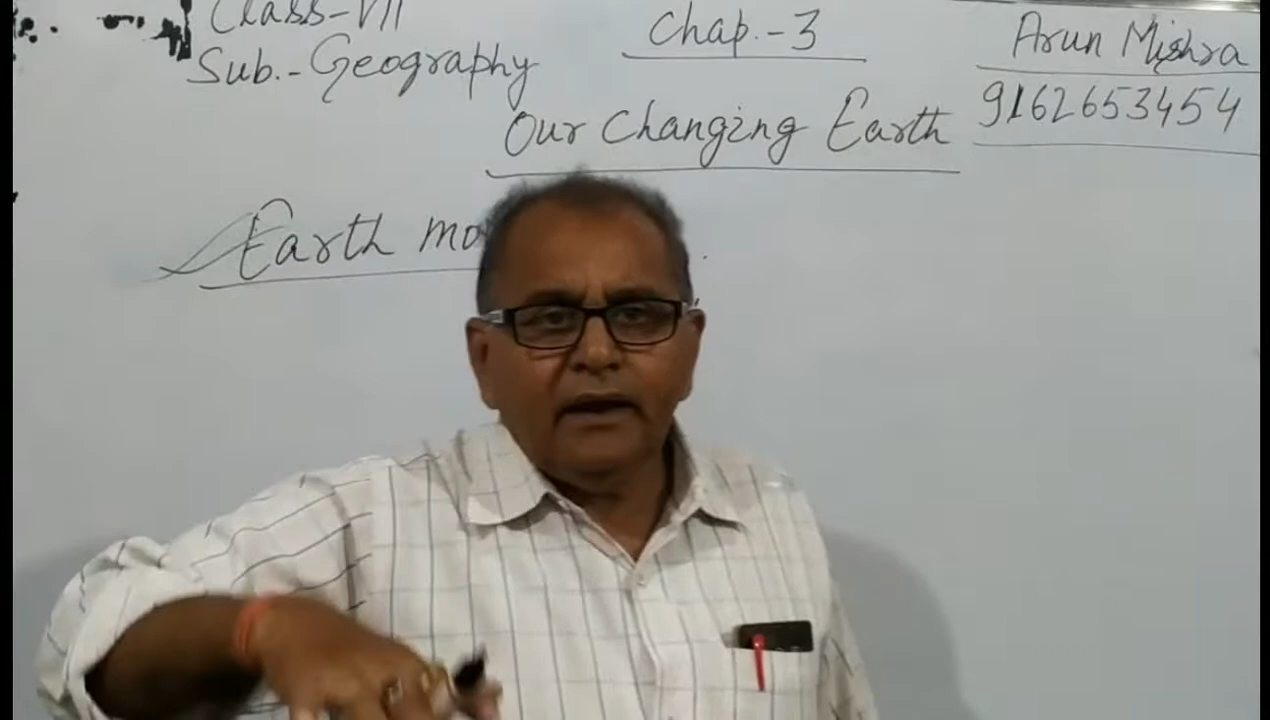 Class-VII
Sub.-Geography
Chap.-3
Our Changing Earth
Arun Mishra
9162653454
Earth mo